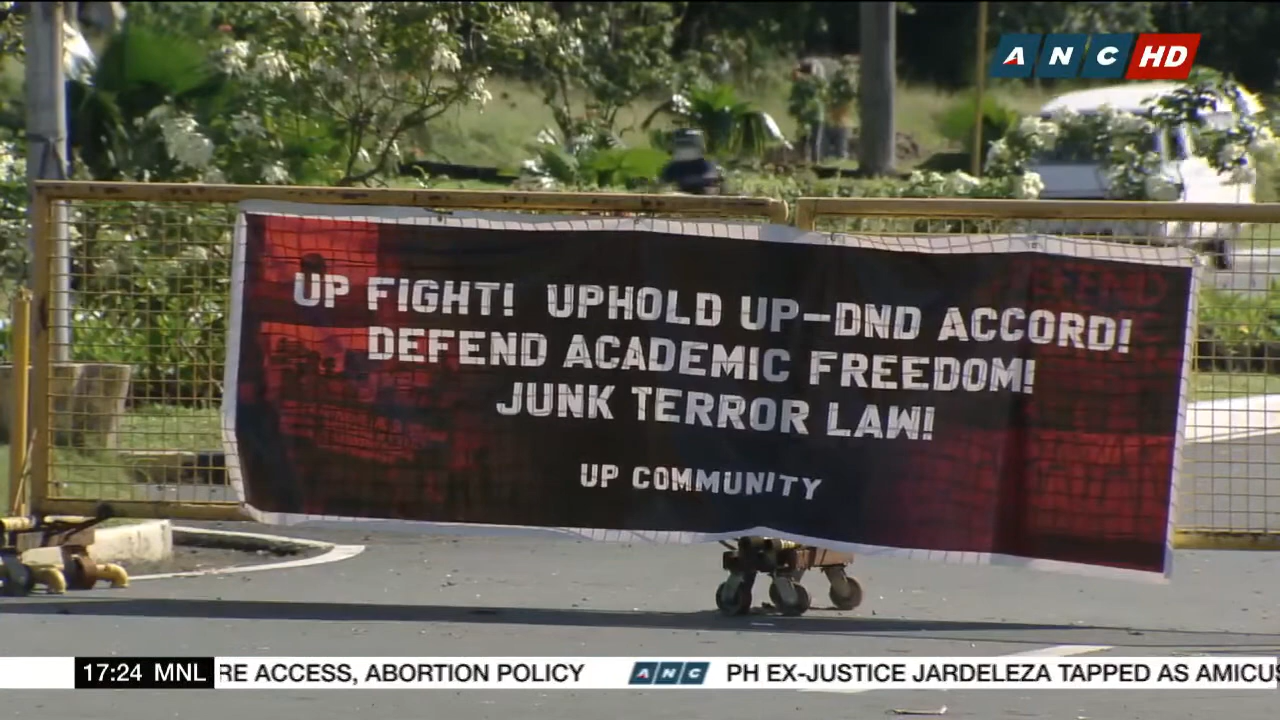 ANC HD
UP FIGHT! UPHOLD UP-DND ACCORD!
DEFEND ACADEMIC FREEDOM!
JUNK TERROR LAW!
UP COMMUNITY
17:24 MNL RE ACCESS, ABORTION POLICY ANC PH EX-JUSTICE JARDELEZA TAPPED AS AMICUS